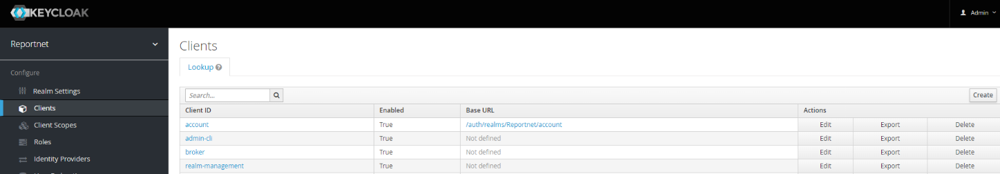 KEYCLOAK
Admin
Reportnet
Clients
Lookup
Configure
Realm Settings
Search...
Create
Clients
Client ID Enabled Base URL Actions
Client Scopes
account True /auth/realms/Reportnet/account Edit Export Delete
Roles
admin-cli True Not defined Edit Export Delete
Identity Providers
broker True Not defined Edit Export Delete
realm-management True Not defined Edit Export Delete